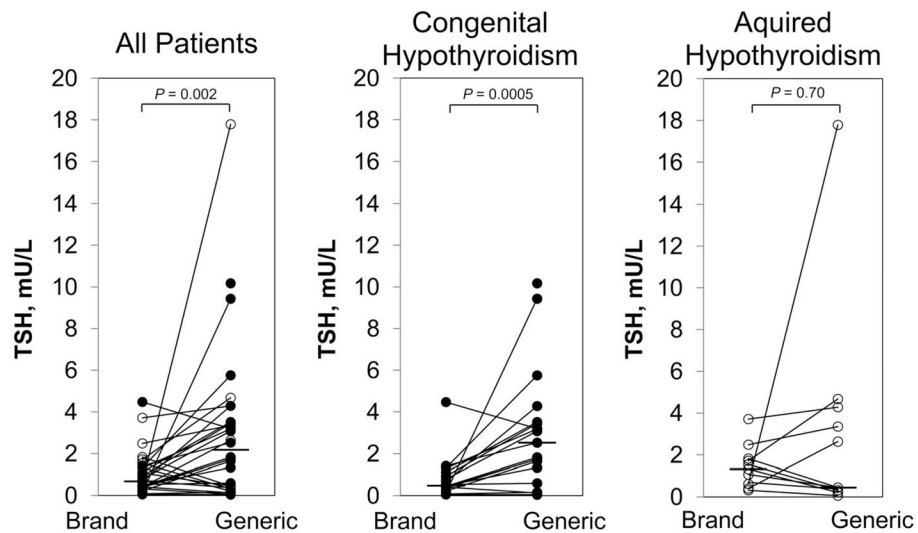 All Patients
TSH, mU/L
20
18
16
14
12
10
8
6
4
2
0
P = 0.002
Brand
Generic
Congenital
Hypothyroidism
TSH, mU/L
20
18
16
14
12
10
8
6
4
2
0
P = 0.0005
Brand
Generic
Aquired
Hypothyroidism
TSH, mU/L
20
18
16
14
12
10
8
6
4
2
0
P = 0.70
Brand
Generic